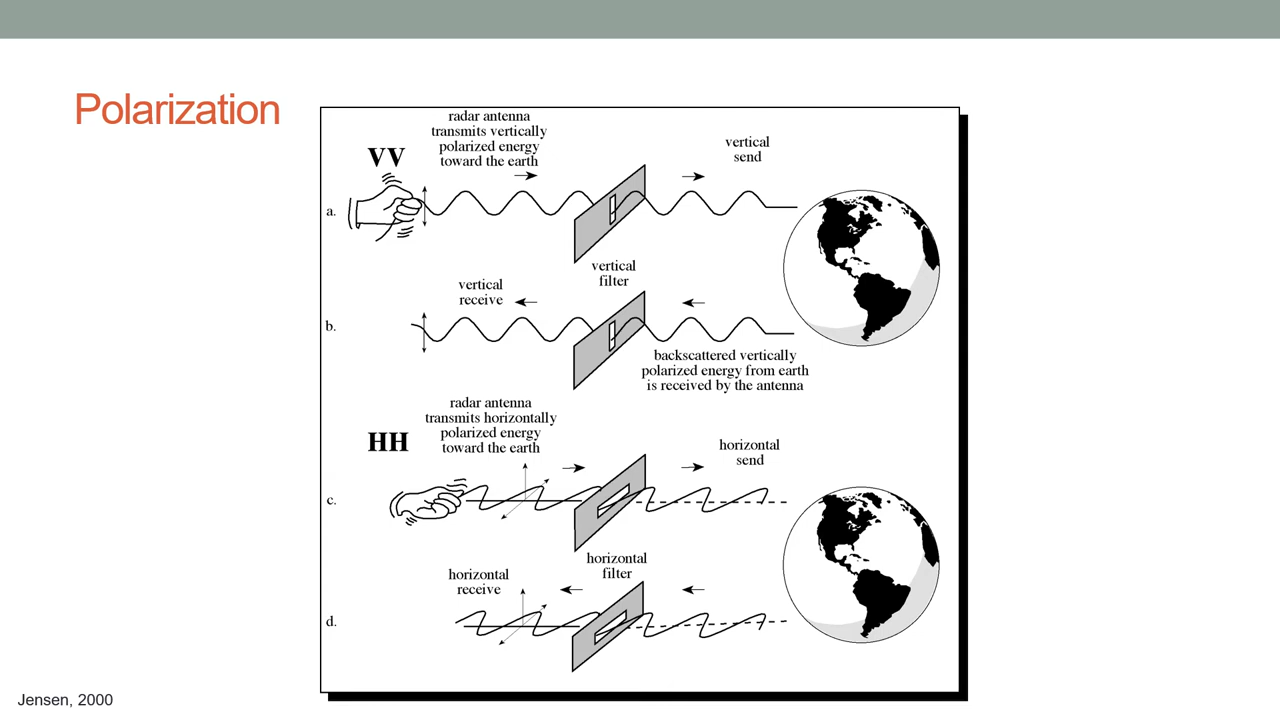 Polarization
radar antenna
transmits vertically
polarized energy
toward the earth
VV
vertical
send
a.
vertical
filter
vertical
receive
b.
backscattered vertically
polarized energy from earth
is received by the antenna
radar antenna
transmits horizontally
polarized energy
toward the earth
HH
horizontal
send
c.
horizontal
filter
horizontal
receive
d.
Jensen, 2000